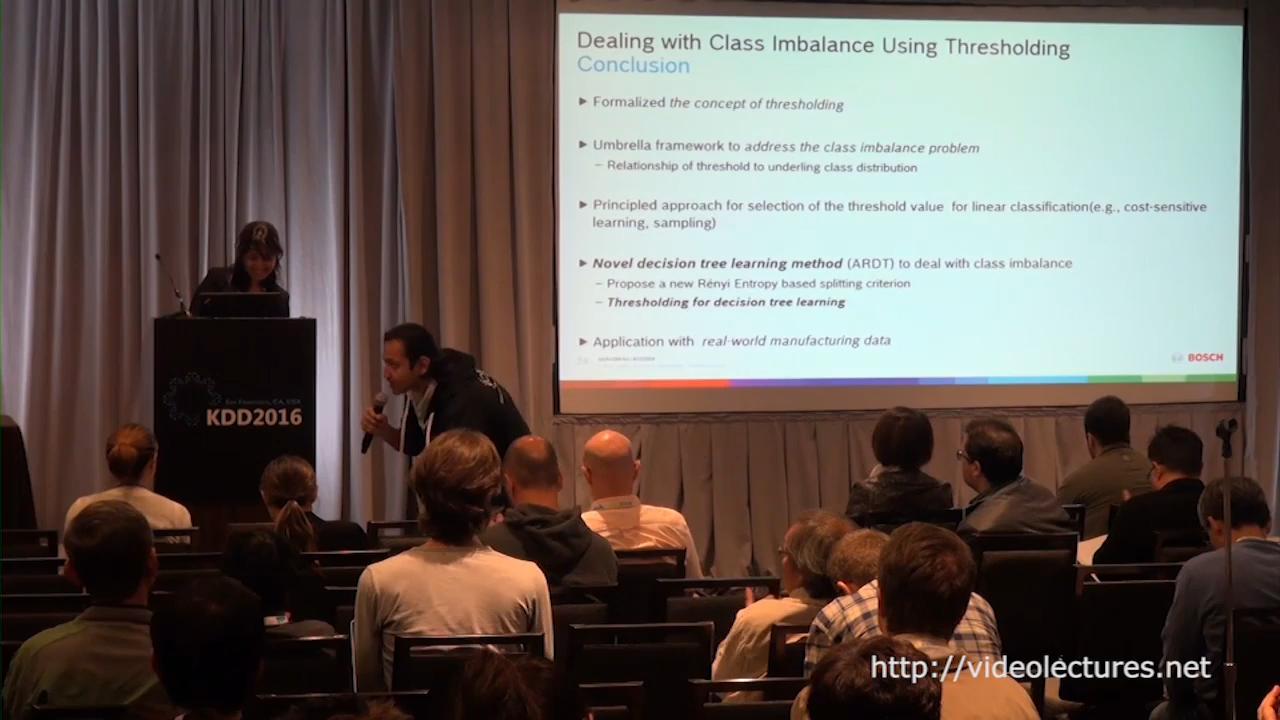 Dealing with Class Imbalance Using Thresholding
Conclusion
► Formalized the concept of thresholding
► Umbrella framework to address the class imbalance problem
– Relationship of threshold to underling class distribution
► Principled approach for selection of the threshold value for linear classification(e.g., cost-sensitive
learning, sampling)
► Novel decision tree learning method (ARDT) to deal with class imbalance
– Propose a new Rényi Entropy based splitting criterion
– Thresholding for decision tree learning
► Application with real-world manufacturing data
BOSCH
San Francisco, CA, USA
KDD2016
http://videolectures.net